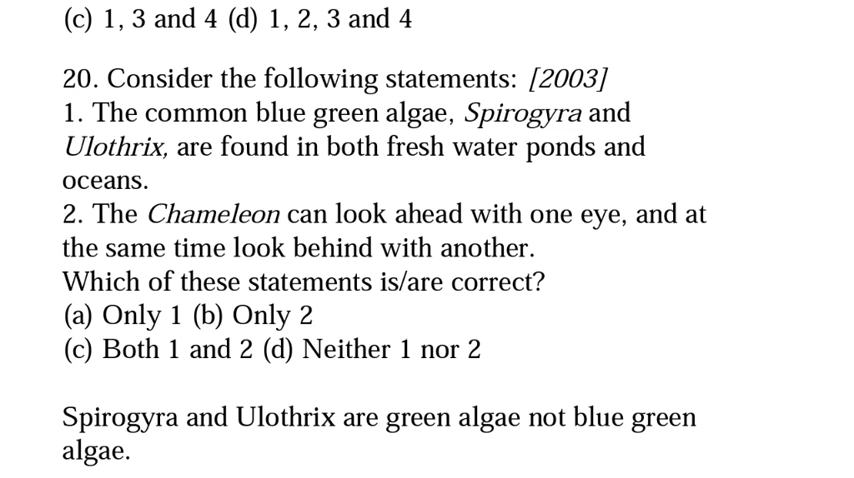 (c) 1, 3 and 4 (d) 1, 2, 3 and 4
20. Consider the following statements: [2003]
1. The common blue green algae, Spirogyra and
Ulothrix, are found in both fresh water ponds and
oceans.
2. The Chameleon can look ahead with one eye, and at
the same time look behind with another.
Which of these statements is/are correct?
(a) Only 1 (b) Only 2
(c) Both 1 and 2 (d) Neither 1 nor 2
Spirogyra and Ulothrix are green algae not blue green
algae.